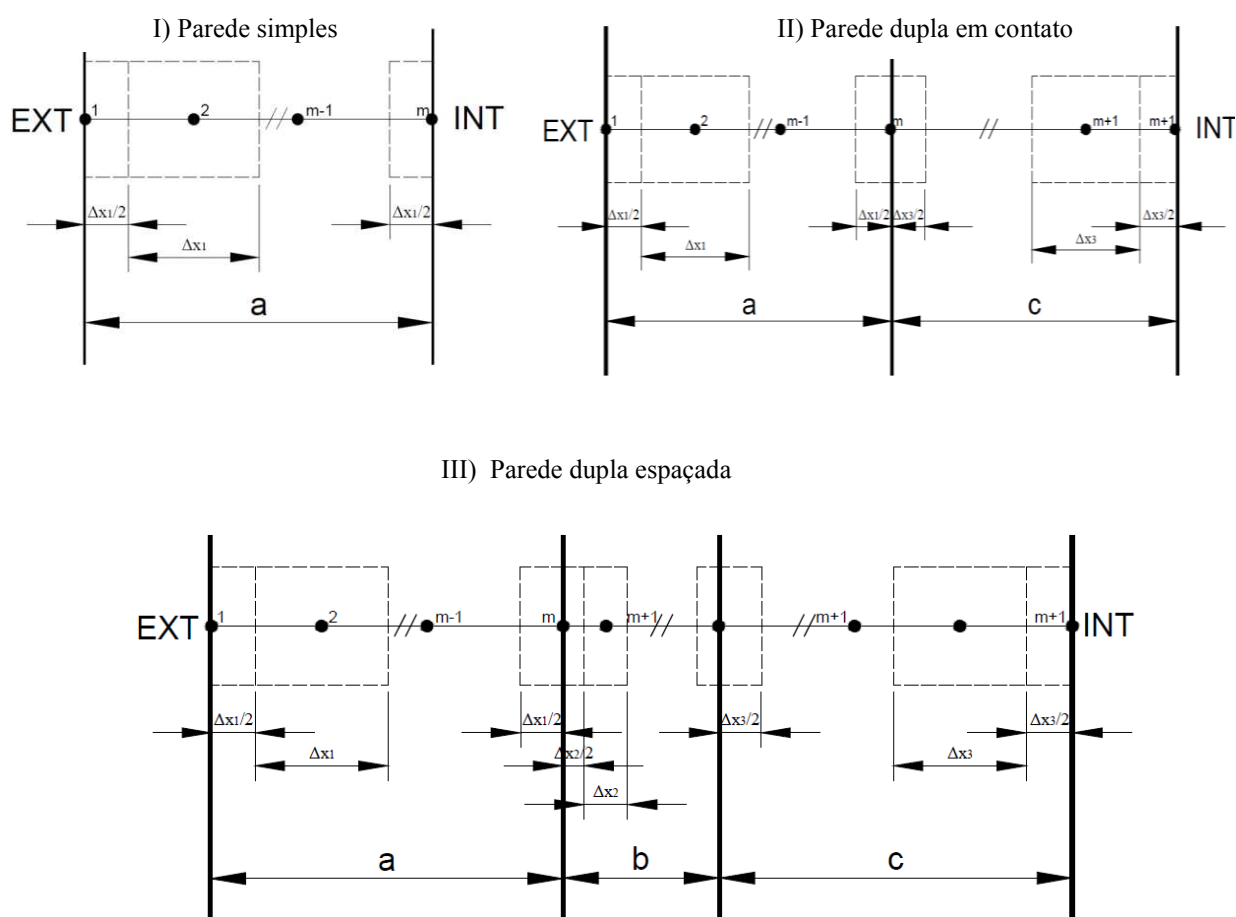 I) Parede simples
EXT
1
2
m-1
m
INT
Δx1/2
Δx1/2
Δx1
a
II) Parede dupla em contato
EXT
1
2
m-1
m
m+1
m+1
INT
Δx1/2
Δx1/2
Δx3/2
Δx3/2
Δx1
Δx3
a
c
III) Parede dupla espaçada
EXT
1
2
m-1
m
m+1
m+1
m+1
INT
Δx1/2
Δx1/2
Δx3/2
Δx3/2
Δx1
Δx2/2
Δx3
Δx2
a
b
c